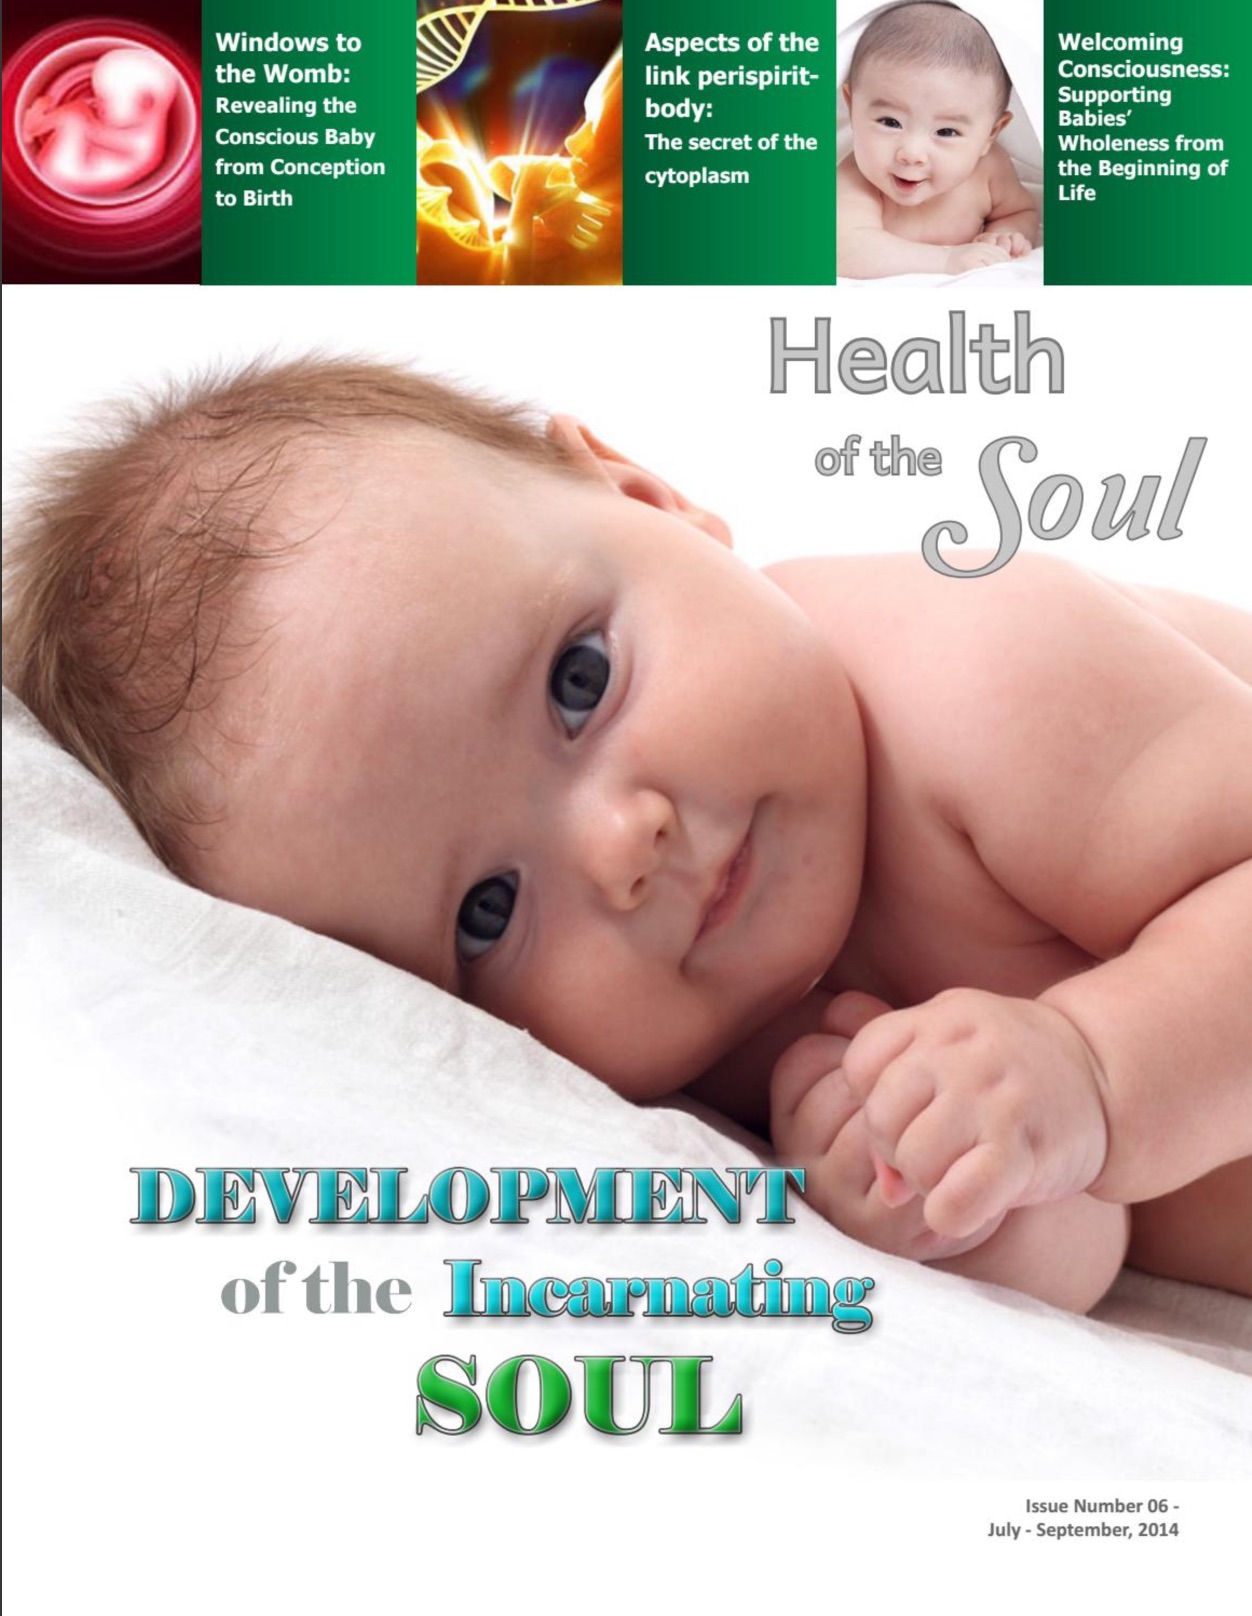 Windows to
the Womb:
Revealing the
Conscious Baby
from Conception
to Birth
Aspects of the
link perispirit-
body:
The secret of the
cytoplasm
Welcoming
Consciousness:
Supporting
Babies’
Wholeness from
the Beginning of
Life
Health
of the Soul
DEVELOPMENT
of the Incarnating
SOUL
Issue Number 06 -
July - September, 2014